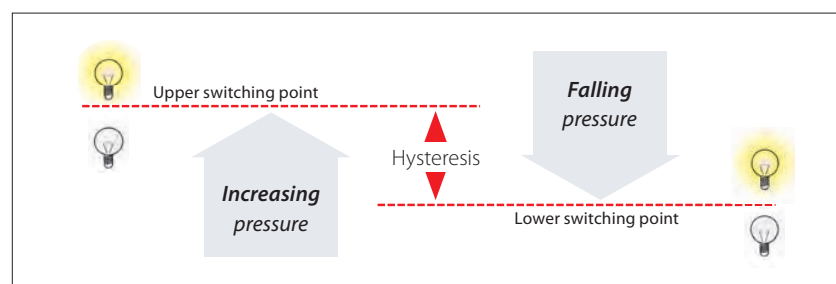 Upper switching point
Falling
pressure
Hysteresis
Increasing
pressure
Lower switching point